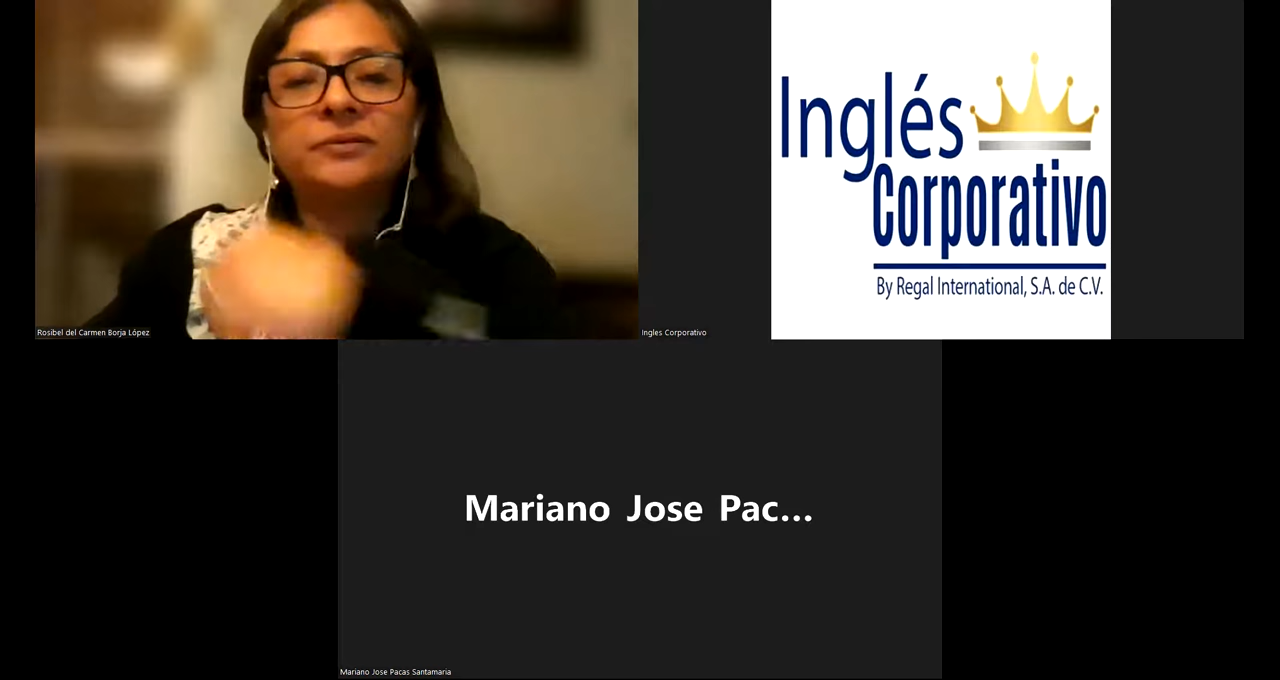 Inglés
Corporativo
By Regal International, S.A. de C.V.
Rosibel del Carmen Borja López
Ingles Corporativo
Mariano Jose Pac...
Mariano Jose Pacas Santamaria